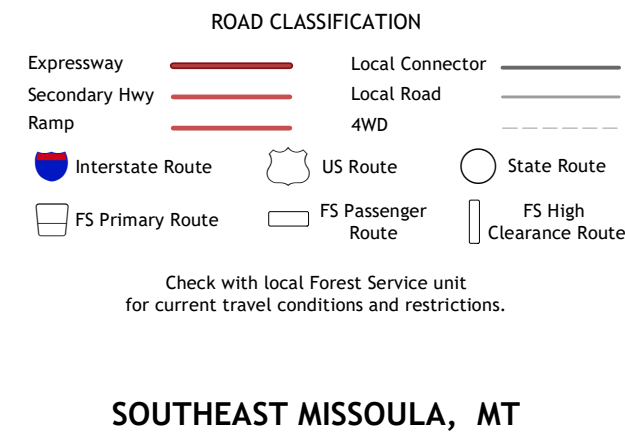 ROAD CLASSIFICATION
Expressway
Local Connector
Secondary Hwy
Local Road
Ramp
4WD
Interstate Route
US Route
State Route
FS Primary Route
FS Passenger
Route
FS High
Clearance Route
Check with local Forest Service unit
for current travel conditions and restrictions.
SOUTHEAST MISSOULA, MT